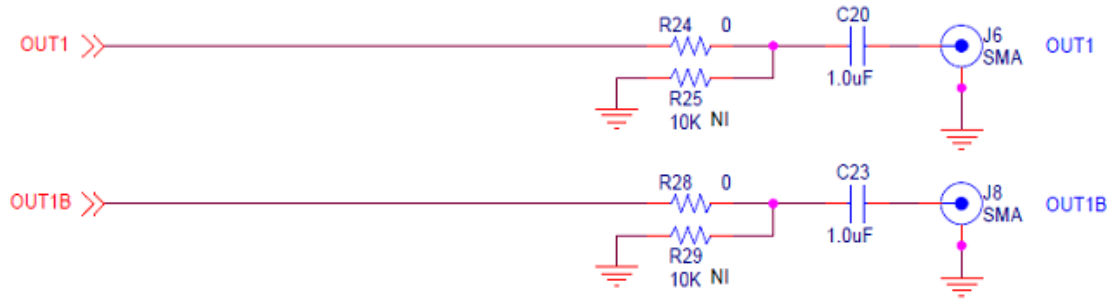 OUT1 R24 0 C20 J6 OUT1
SMA
R25 1.0uF
10K NI
OUT1B R28 0 C23 J8 OUT1B
SMA
R29 1.0uF
10K NI